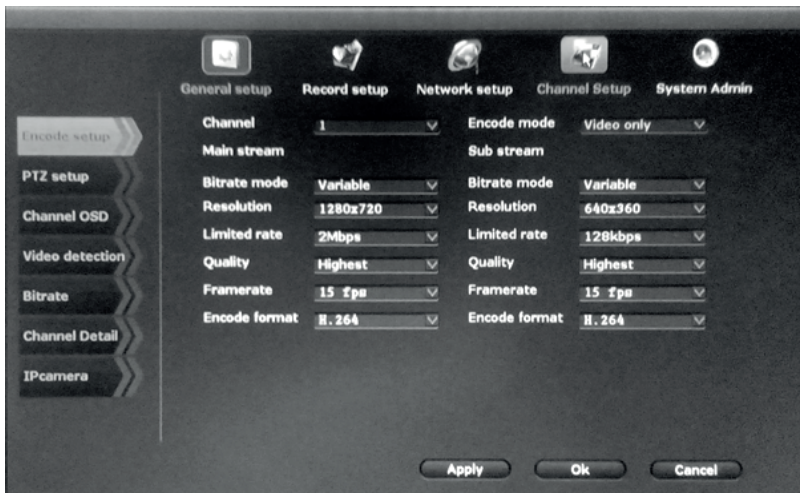 General setup Record setup Network setup Channel Setup System Admin
Encode setup
PTZ setup
Channel OSD
Video detection
Bitrate
Channel Detail
IPcamera
Channel 1 Encode mode Video only
Main stream Sub stream
Bitrate mode Variable Bitrate mode Variable
Resolution 1280x720 Resolution 640x360
Limited rate 2Mbps Limited rate 128kbps
Quality Highest Quality Highest
Framerate 15 fps Framerate 15 fps
Encode format H.264 Encode format H.264
Apply Ok Cancel